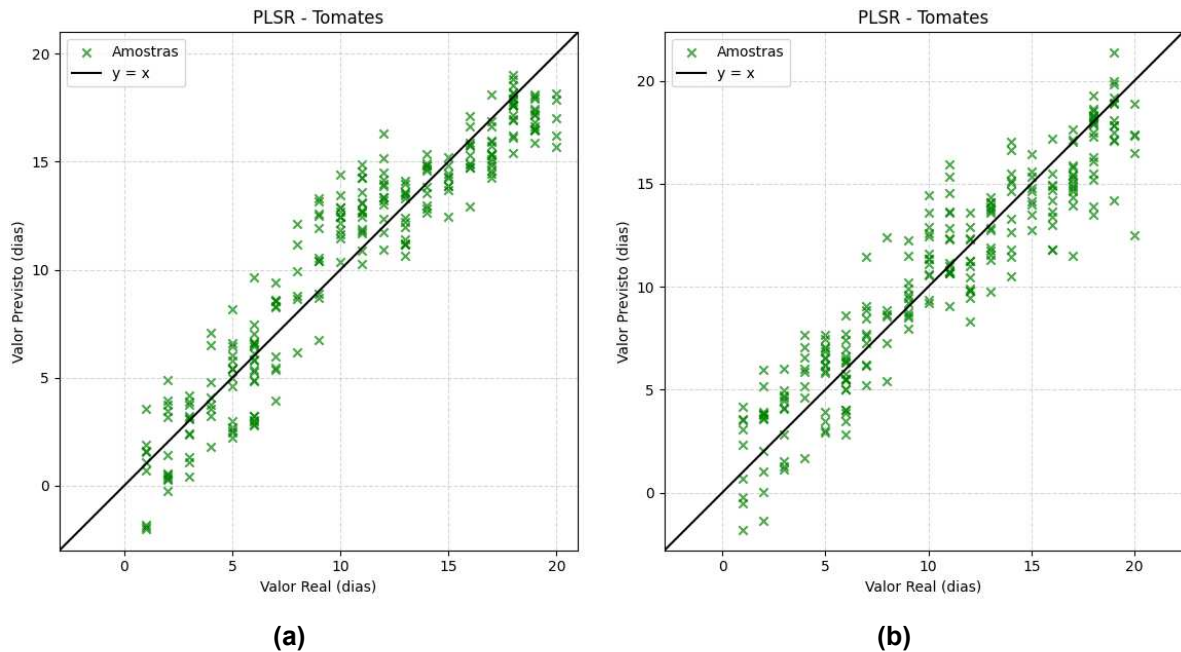 PLSR - Tomates
Amostras
y = x
20
15
10
5
0
Valor Previsto (dias)
0 5 10 15 20
Valor Real (dias)
(a)
PLSR - Tomates
Amostras
y = x
20
15
10
5
0
Valor Previsto (dias)
0 5 10 15 20
Valor Real (dias)
(b)